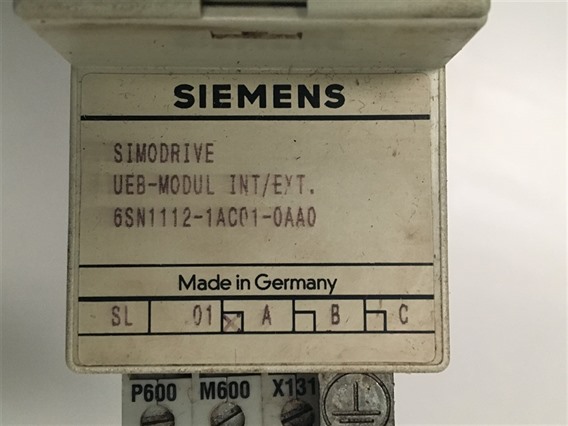 SIEMENS
SIMODRIVE
UEB-MODUL INT/EXT.
6SN1112-1AC01-0AA0
Made in Germany
SL 01 A B C
P600 M600 X131